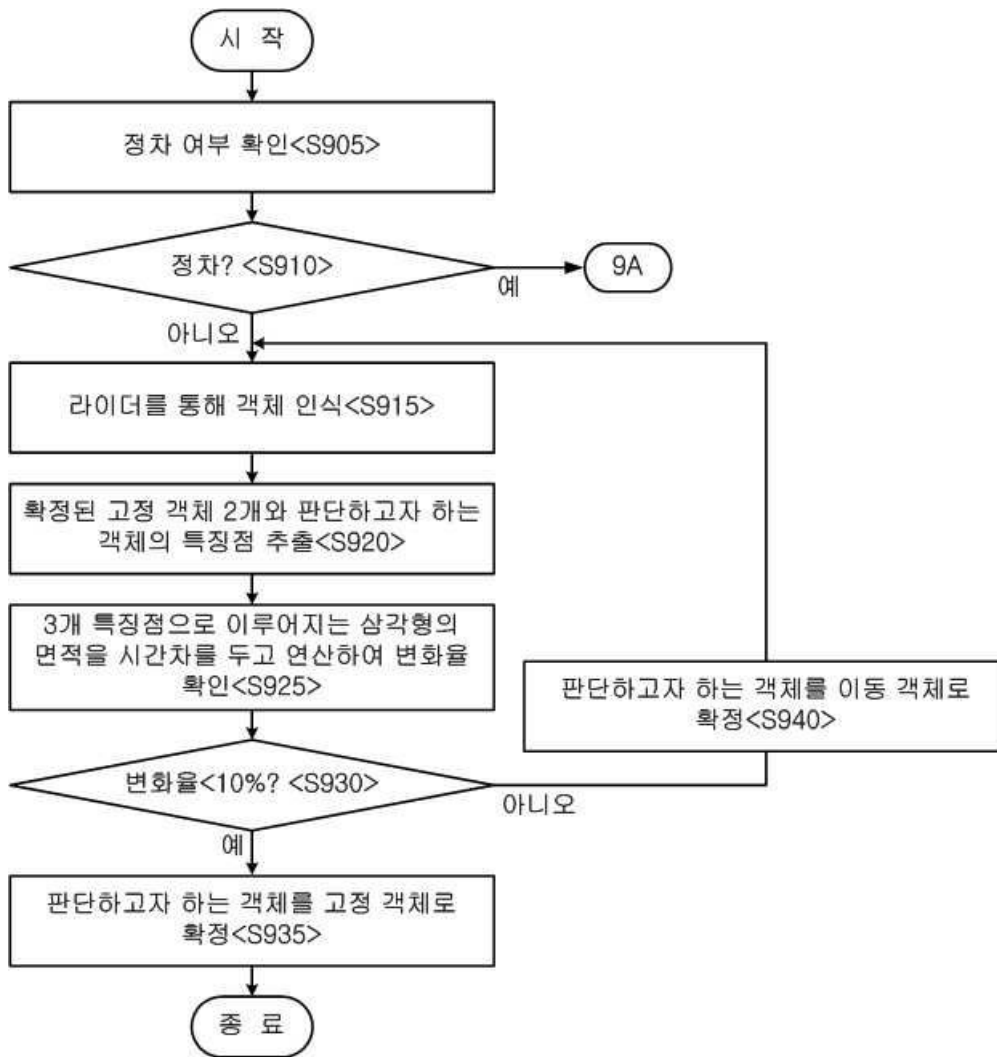 시 작
정차 여부 확인<S905>
정차? <S910>
9A
예
아니오
라이더를 통해 객체 인식<S915>
확정된 고정 객체 2개와 판단하고자 하는
객체의 특징점 추출<S920>
3개 특징점으로 이루어지는 삼각형의
면적을 시간차를 두고 연산하여 변화율
확인<S925>
판단하고자 하는 객체를 이동 객체로
확정<S940>
변화율<10%? <S930>
아니오
예
판단하고자 하는 객체를 고정 객체로
확정<S935>
종 료